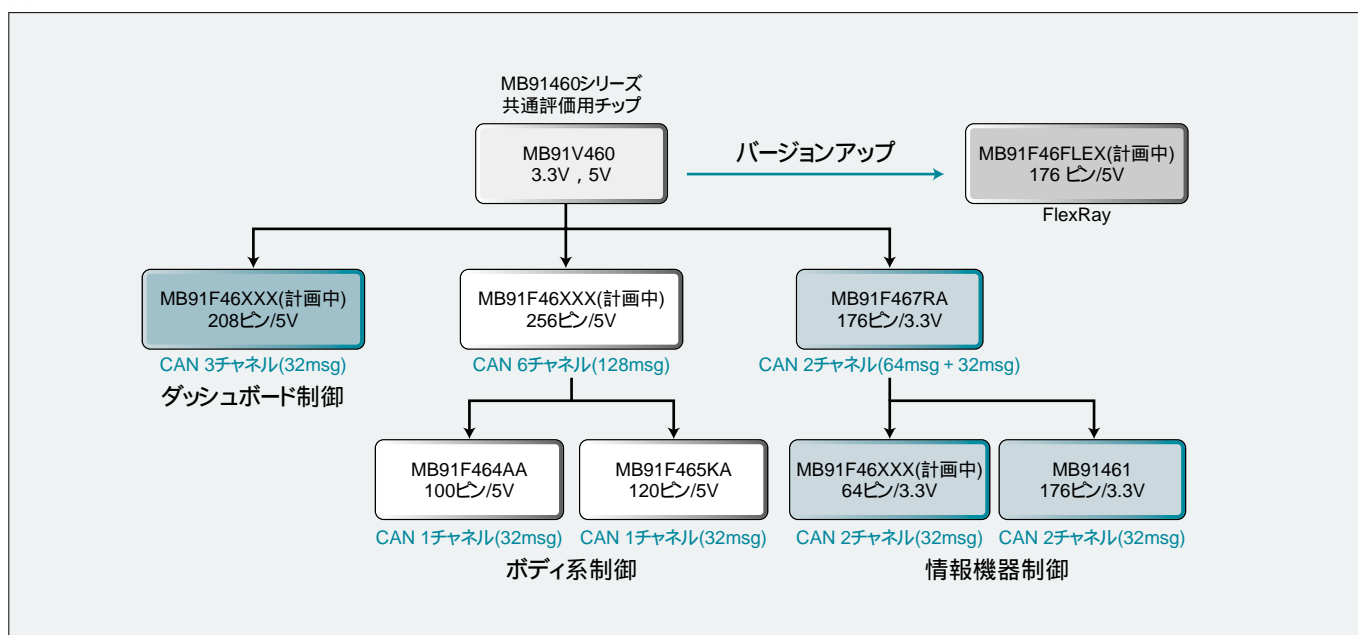 MB91460シリーズ
共通評価用チップ
MB91V460
3.3V , 5V
バージョンアップ
MB91F46FLEX(計画中)
176 ピン/5V
FlexRay
MB91F46XXX(計画中)
208ピン/5V
CAN 3チャネル(32msg)
ダッシュボード制御
MB91F46XXX(計画中)
256ピン/5V
CAN 6チャネル(128msg)
MB91F467RA
176ピン/3.3V
CAN 2チャネル(64msg + 32msg)
MB91F464AA
100ピン/5V
CAN 1チャネル(32msg)
MB91F465KA
120ピン/5V
CAN 1チャネル(32msg)
ボディ系制御
MB91F46XXX(計画中)
64ピン/3.3V
CAN 2チャネル(32msg)
MB91461
176ピン/3.3V
CAN 2チャネル(32msg)
情報機器制御